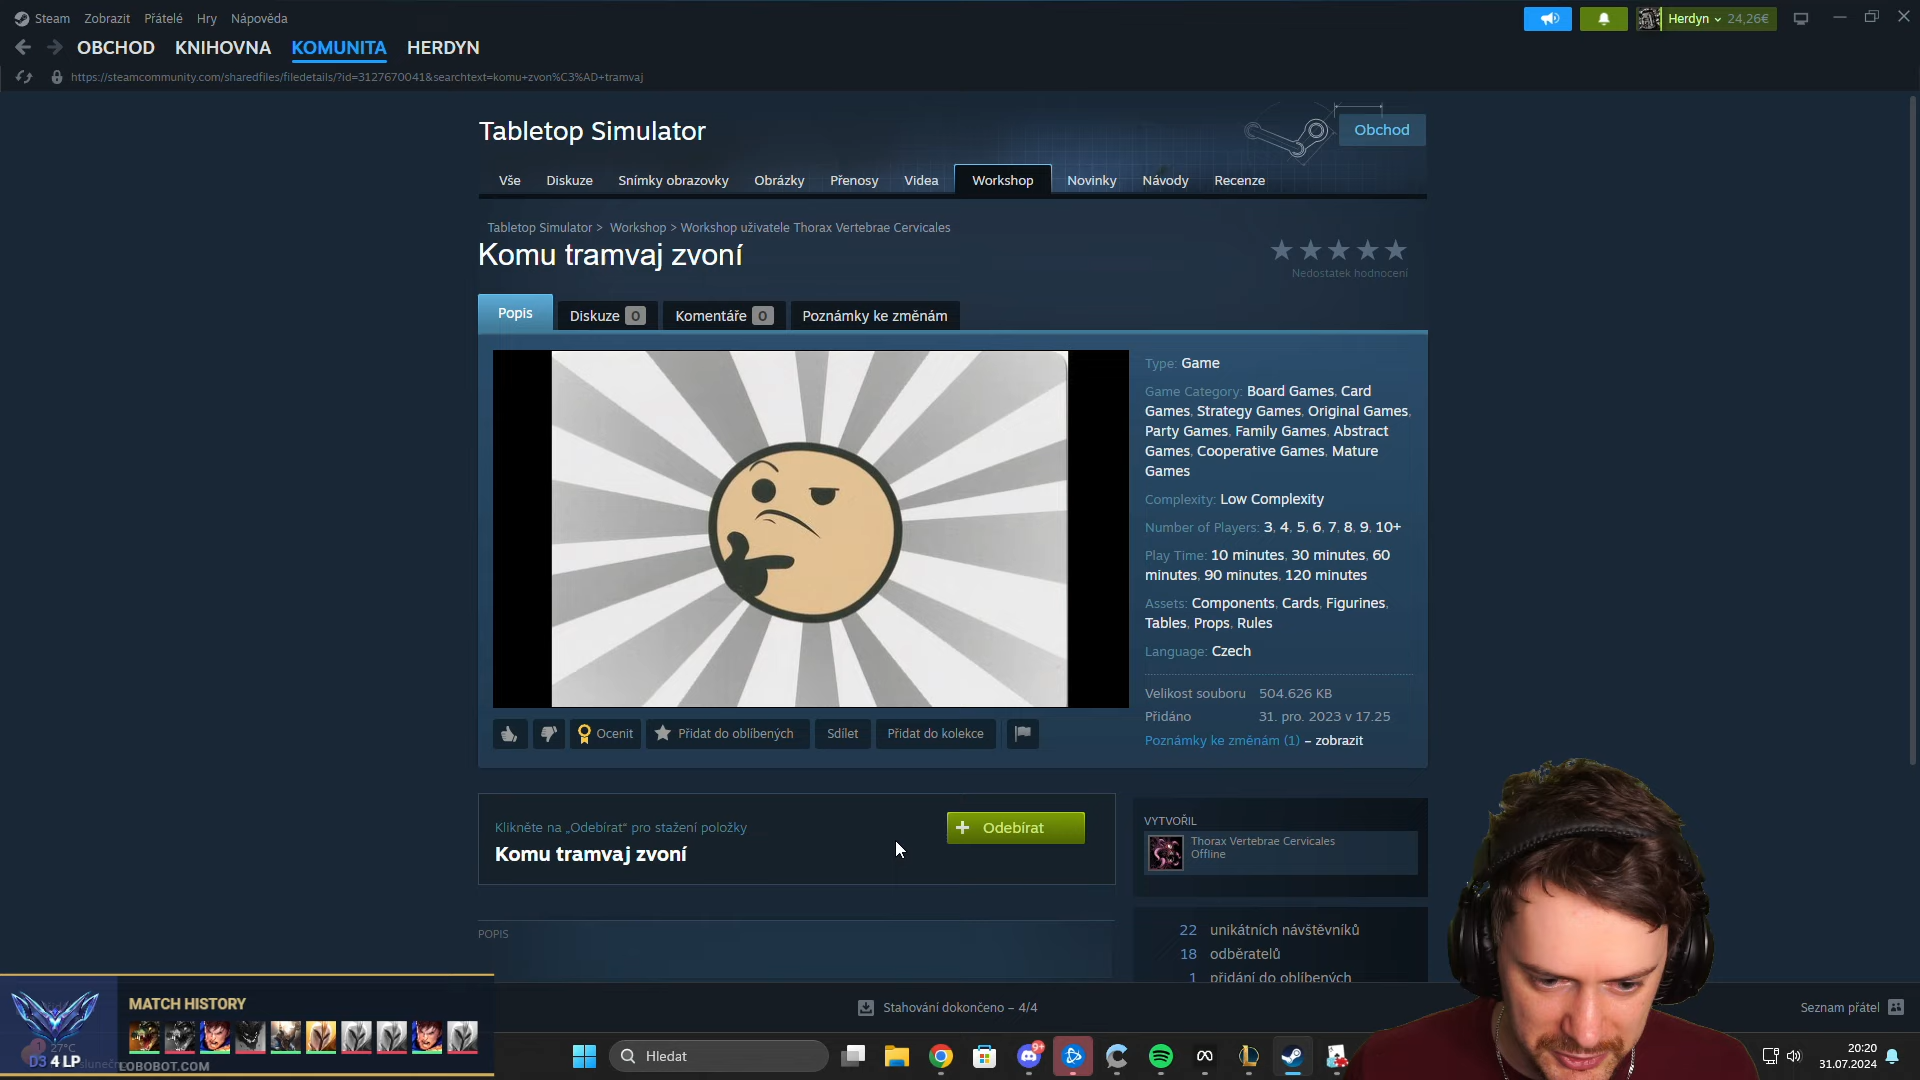 Steam Zobrazit Přátelé Hry Nápověda
Herdyn 24,26€
OBCHOD KNIHOVNA KOMUNITA HERDYN
https://steamcommunity.com/sharedfiles/filedetails/?id=3127670041&searchtext=komu+zvon%C3%AD+tramvaj
Tabletop Simulator
Obchod
Vše Diskuze Snímky obrazovky Obrázky Přenosy Videa Workshop Novinky Návody Recenze
Tabletop Simulator > Workshop > Workshop uživatele Thorax Vertebrae Cervicales
Komu tramvaj zvoní
Nedostatek hodnocení
Popis Diskuze 0 Komentáře 0 Poznámky ke změnám
Type: Game
Game Category: Board Games, Card
Games, Strategy Games, Original Games,
Party Games, Family Games, Abstract
Games, Cooperative Games, Mature
Games
Complexity: Low Complexity
Number of Players: 3, 4, 5, 6, 7, 8, 9, 10+
Play Time: 10 minutes, 30 minutes, 60
minutes, 90 minutes, 120 minutes
Assets: Components, Cards, Figurines,
Tables, Props, Rules
Language: Czech
Velikost souboru 504.626 KB
Přidáno 31. pro. 2023 v 17.25
Poznámky ke změnám (1) – zobrazit
Ocenit Přidat do oblíbených Sdílet Přidat do kolekce
Klikněte na „Odebírat“ pro stažení položky
Komu tramvaj zvoní
+ Odebírat
VYTVOŘIL
Thorax Vertebrae Cervicales
Offline
POPIS
22 unikátních návštěvníků
18 odběratelů
1 přidání do oblíbených
MATCH HISTORY
27°C
D3 4 LP
LOBOBOT.COM
Stahování dokončeno – 4/4
Seznam přátel
Hledat
9+
20:20
31.07.2024